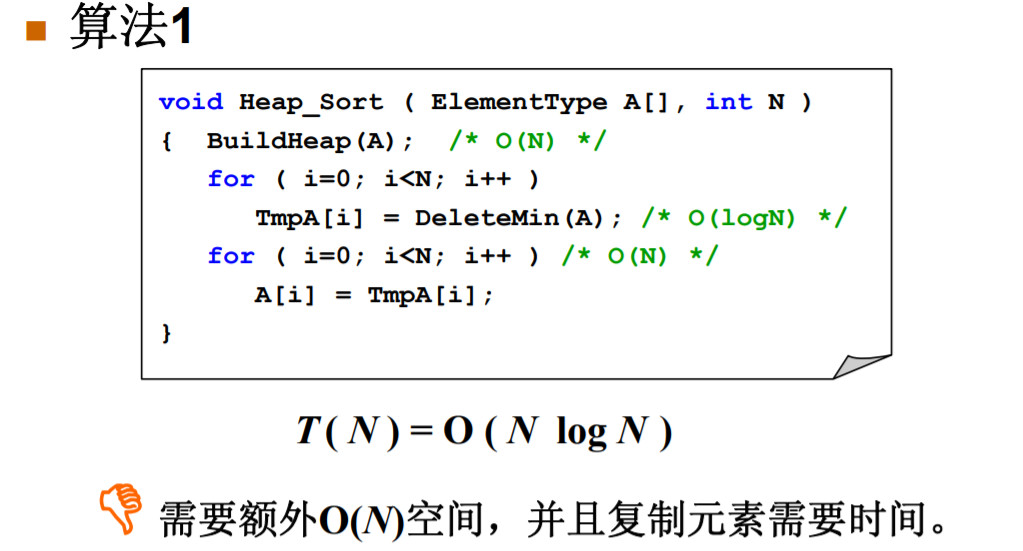 算法1
void Heap_Sort ( ElementType A[], int N )
{ BuildHeap(A); /* O(N) */
for ( i=0; i<N; i++ )
TmpA[i] = DeleteMin(A); /* O(logN) */
for ( i=0; i<N; i++ ) /* O(N) */
A[i] = TmpA[i];
}
T( N ) = O ( N log N )
需要额外O(N)空间，并且复制元素需要时间。